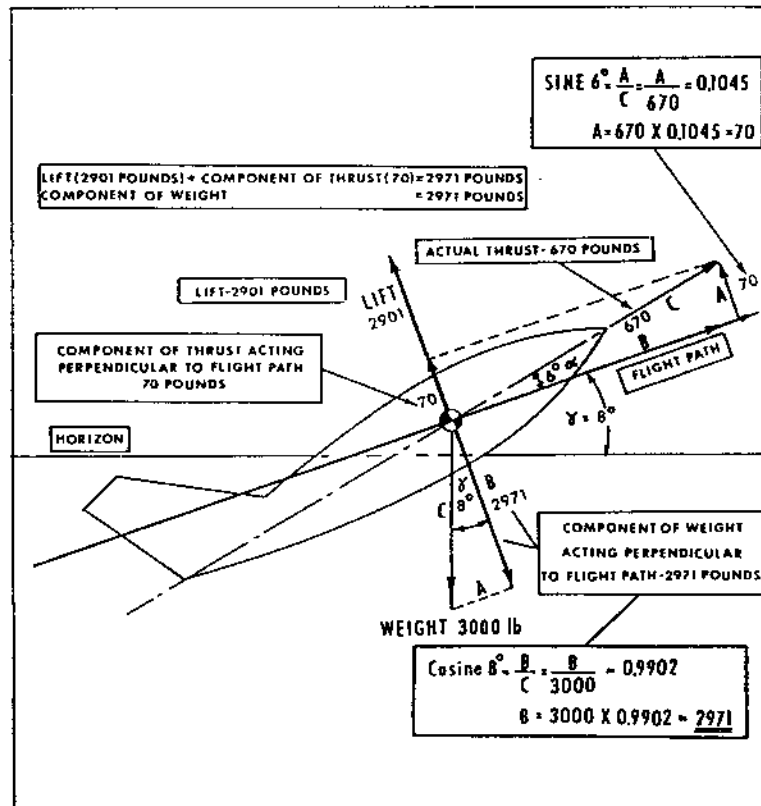 SINE 6° = A/C = A/670 = 0.1045
A = 670 X 0.1045 = 70
LIFT (2901 POUNDS) + COMPONENT OF THRUST (70) = 2971 POUNDS
COMPONENT OF WEIGHT = 2971 POUNDS
ACTUAL THRUST - 670 POUNDS
LIFT - 2901 POUNDS
LIFT
2901
70
A
C
670
B
COMPONENT OF THRUST ACTING
PERPENDICULAR TO FLIGHT PATH
70 POUNDS
FLIGHT PATH
6° α
70
γ = 8°
HORIZON
γ B
C 8° 2971
COMPONENT OF WEIGHT
ACTING PERPENDICULAR
TO FLIGHT PATH - 2971 POUNDS
A
WEIGHT 3000 lb
Cosine 8° = B/C = B/3000 = 0.9902
B = 3000 X 0.9902 = 2971